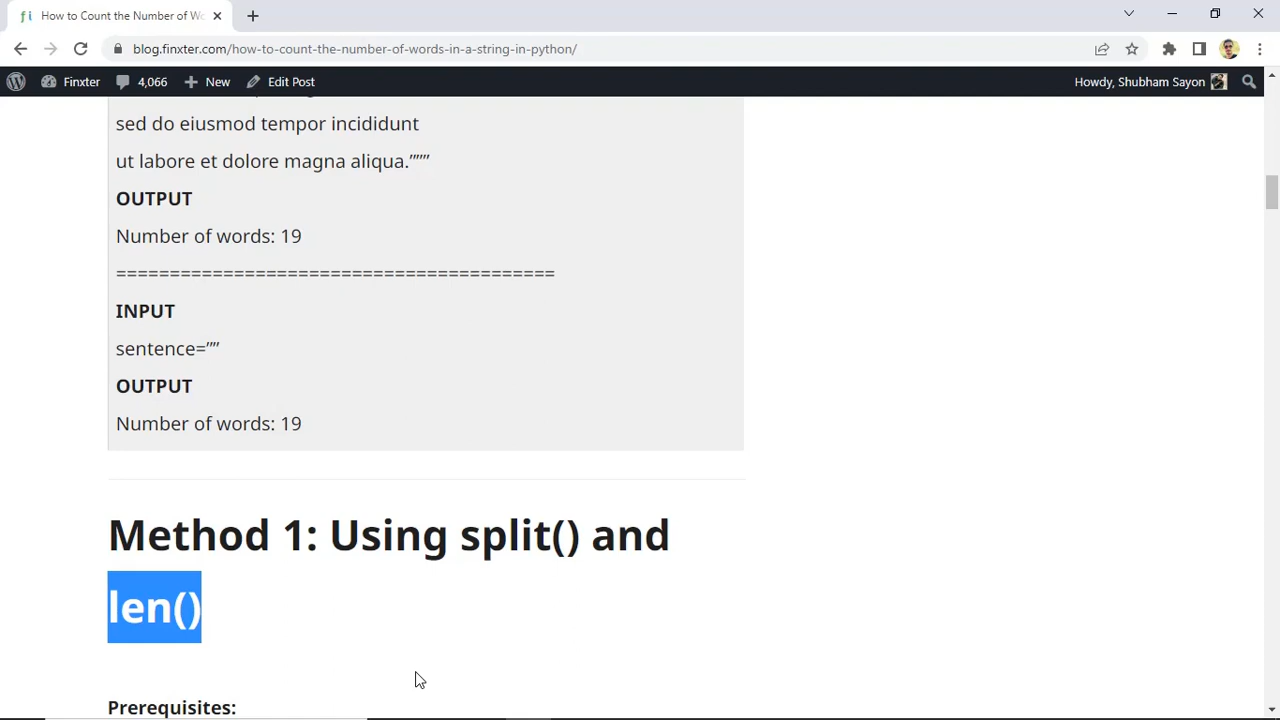 How to Count the Number of Wo
blog.finxter.com/how-to-count-the-number-of-words-in-a-string-in-python/
Finxter 4,066 New Edit Post Howdy, Shubham Sayon
sed do eiusmod tempor incididunt
ut labore et dolore magna aliqua.”””
OUTPUT
Number of words: 19
=========================================
INPUT
sentence=””
OUTPUT
Number of words: 19
Method 1: Using split() and
len()
Prerequisites: